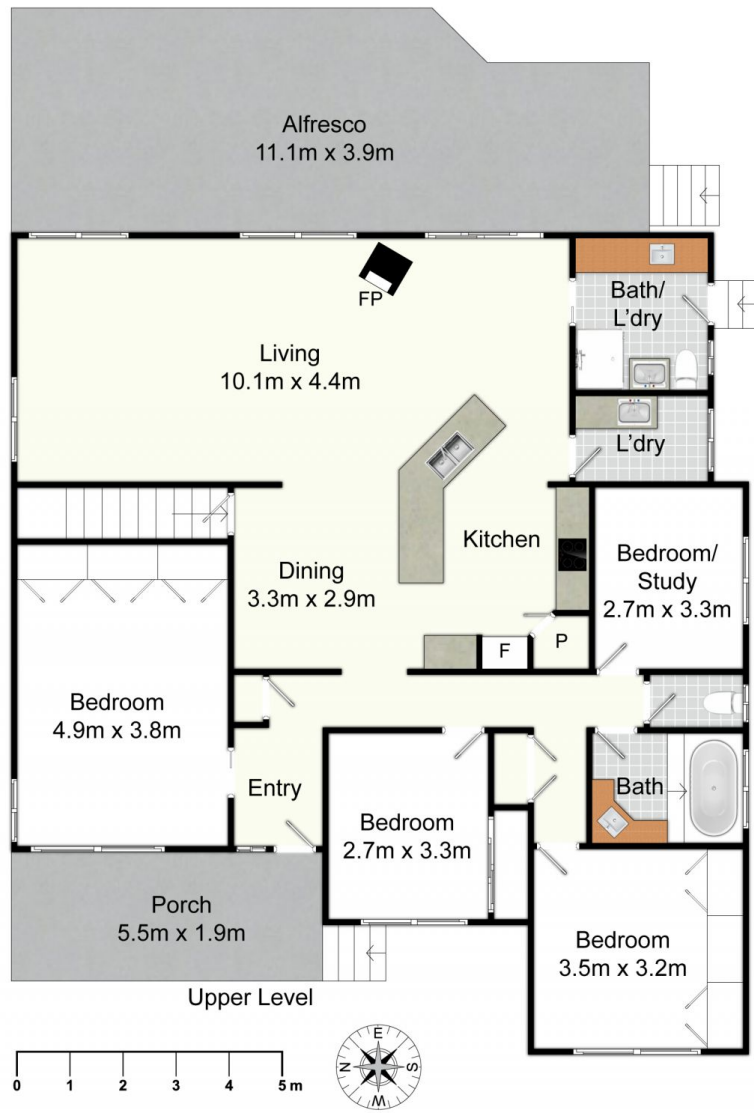 Alfresco
11.1m x 3.9m
FP
Bath/
L'dry
Living
10.1m x 4.4m
L'dry
Kitchen
Bedroom/
Study
2.7m x 3.3m
Dining
3.3m x 2.9m
F
P
Bedroom
4.9m x 3.8m
Entry
Bath
Bedroom
2.7m x 3.3m
Porch
5.5m x 1.9m
Bedroom
3.5m x 3.2m
Upper Level
0 1 2 3 4 5 m
E
N
S
W